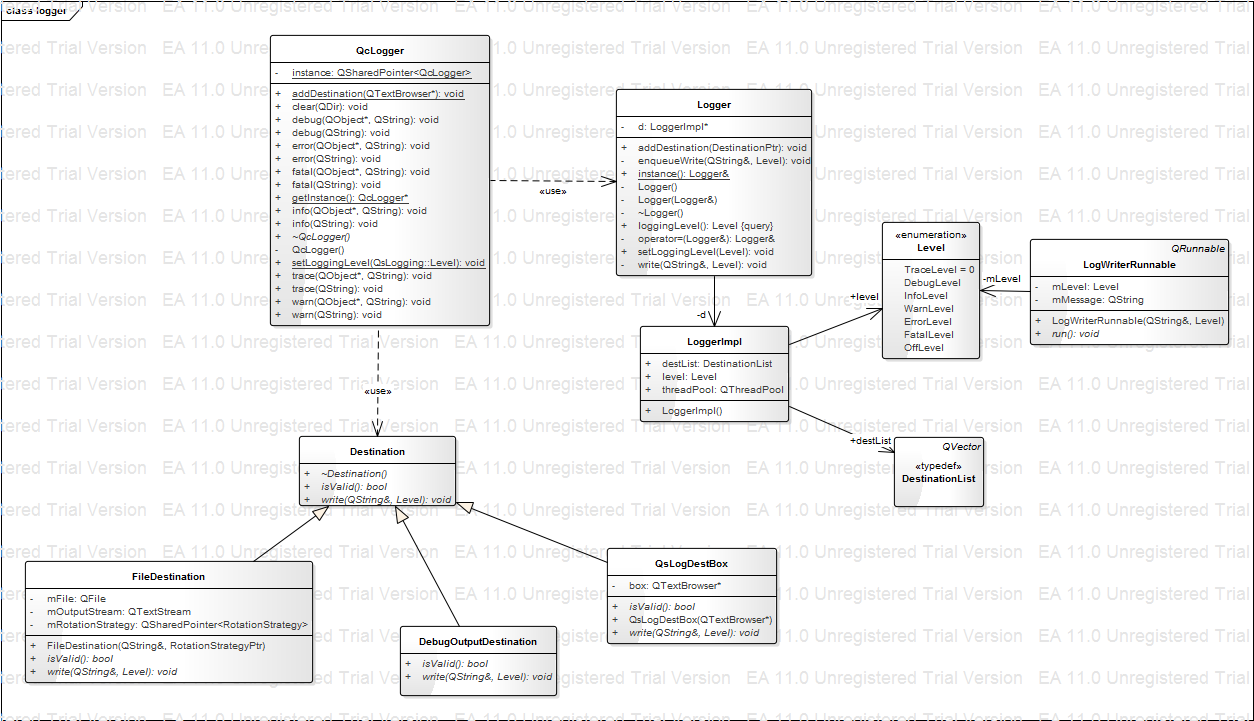 class logger
EA 11.0 Unregistered Trial Version
QcLogger
- instance: QSharedPointer<QcLogger>
+ addDestination(QTextBrowser*): void
+ clear(QDir): void
+ debug(QObject*, QString): void
+ debug(QString): void
+ error(QObject*, QString): void
+ error(QString): void
+ fatal(QObject*, QString): void
+ fatal(QString): void
+ getInstance(): QcLogger*
+ info(QObject*, QString): void
+ info(QString): void
+ ~QcLogger()
- QcLogger()
+ setLoggingLevel(QsLogging::Level): void
+ trace(QObject*, QString): void
+ trace(QString): void
+ warn(QObject*, QString): void
+ warn(QString): void
«use»
Logger
- d: LoggerImpl*
+ addDestination(DestinationPtr): void
- enqueueWrite(QString&, Level): void
+ instance(): Logger&
- Logger()
- Logger(Logger&)
- ~Logger()
+ loggingLevel(): Level {query}
- operator=(Logger&): Logger&
+ setLoggingLevel(Level): void
- write(QString&, Level): void
-d
«enumeration»
Level
TraceLevel = 0
DebugLevel
InfoLevel
WarnLevel
ErrorLevel
FatalLevel
OffLevel
-mLevel
+level
QRunnable
LogWriterRunnable
- mLevel: Level
- mMessage: QString
+ LogWriterRunnable(QString&, Level)
+ run(): void
LoggerImpl
+ destList: DestinationList
+ level: Level
+ threadPool: QThreadPool
+ LoggerImpl()
+destList
QVector
«typedef»
DestinationList
«use»
Destination
+ ~Destination()
+ isValid(): bool
+ write(QString&, Level): void
FileDestination
- mFile: QFile
- mOutputStream: QTextStream
- mRotationStrategy: QSharedPointer<RotationStrategy>
+ FileDestination(QString&, RotationStrategyPtr)
+ isValid(): bool
+ write(QString&, Level): void
DebugOutputDestination
+ isValid(): bool
+ write(QString&, Level): void
QsLogDestBox
- box: QTextBrowser*
+ isValid(): bool
+ QsLogDestBox(QTextBrowser*)
+ write(QString&, Level): void